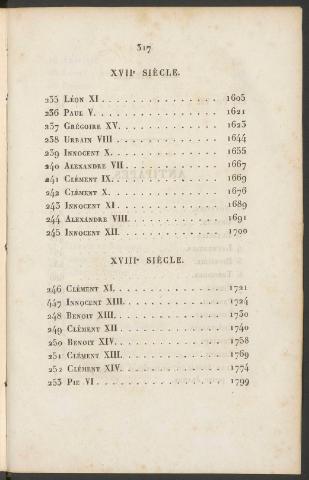 317
XVIIe SIÈCLE.
235 LÉON XI . . . . . . . . . . . . . . . 1605
236 PAUL V. . . . . . . . . . . . . . . . 1621
237 GRÉGOIRE XV. . . . . . . . . . . . . 1623
238 URBAIN VIII . . . . . . . . . . . . . 1644
239 INNOCENT X. . . . . . . . . . . . . . 1655
240 ALEXANDRE VII . . . . . . . . . . . . 1667
241 CLÉMENT IX. . . . . . . . . . . . . . 1669
242 CLÉMENT X. . . . . . . . . . . . . . 1676
243 INNOCENT XI . . . . . . . . . . . . . 1689
244 ALEXANDRE VIII. . . . . . . . . . . . 1691
245 INNOCENT XII. . . . . . . . . . . . . 1700
XVIIIe SIÈCLE.
246 CLÉMENT XI. . . . . . . . . . . . . . 1721
447 INNOCENT XIII. . . . . . . . . . . . 1724
248 BENOIT XIII. . . . . . . . . . . . . 1730
249 CLÉMENT XII . . . . . . . . . . . . . 1740
250 BENOIT XIV. . . . . . . . . . . . . . 1758
251 CLÉMENT XIII. . . . . . . . . . . . . 1769
252 CLÉMENT XIV. . . . . . . . . . . . . 1774
253 PIE VI . . . . . . . . . . . . . . . 1799